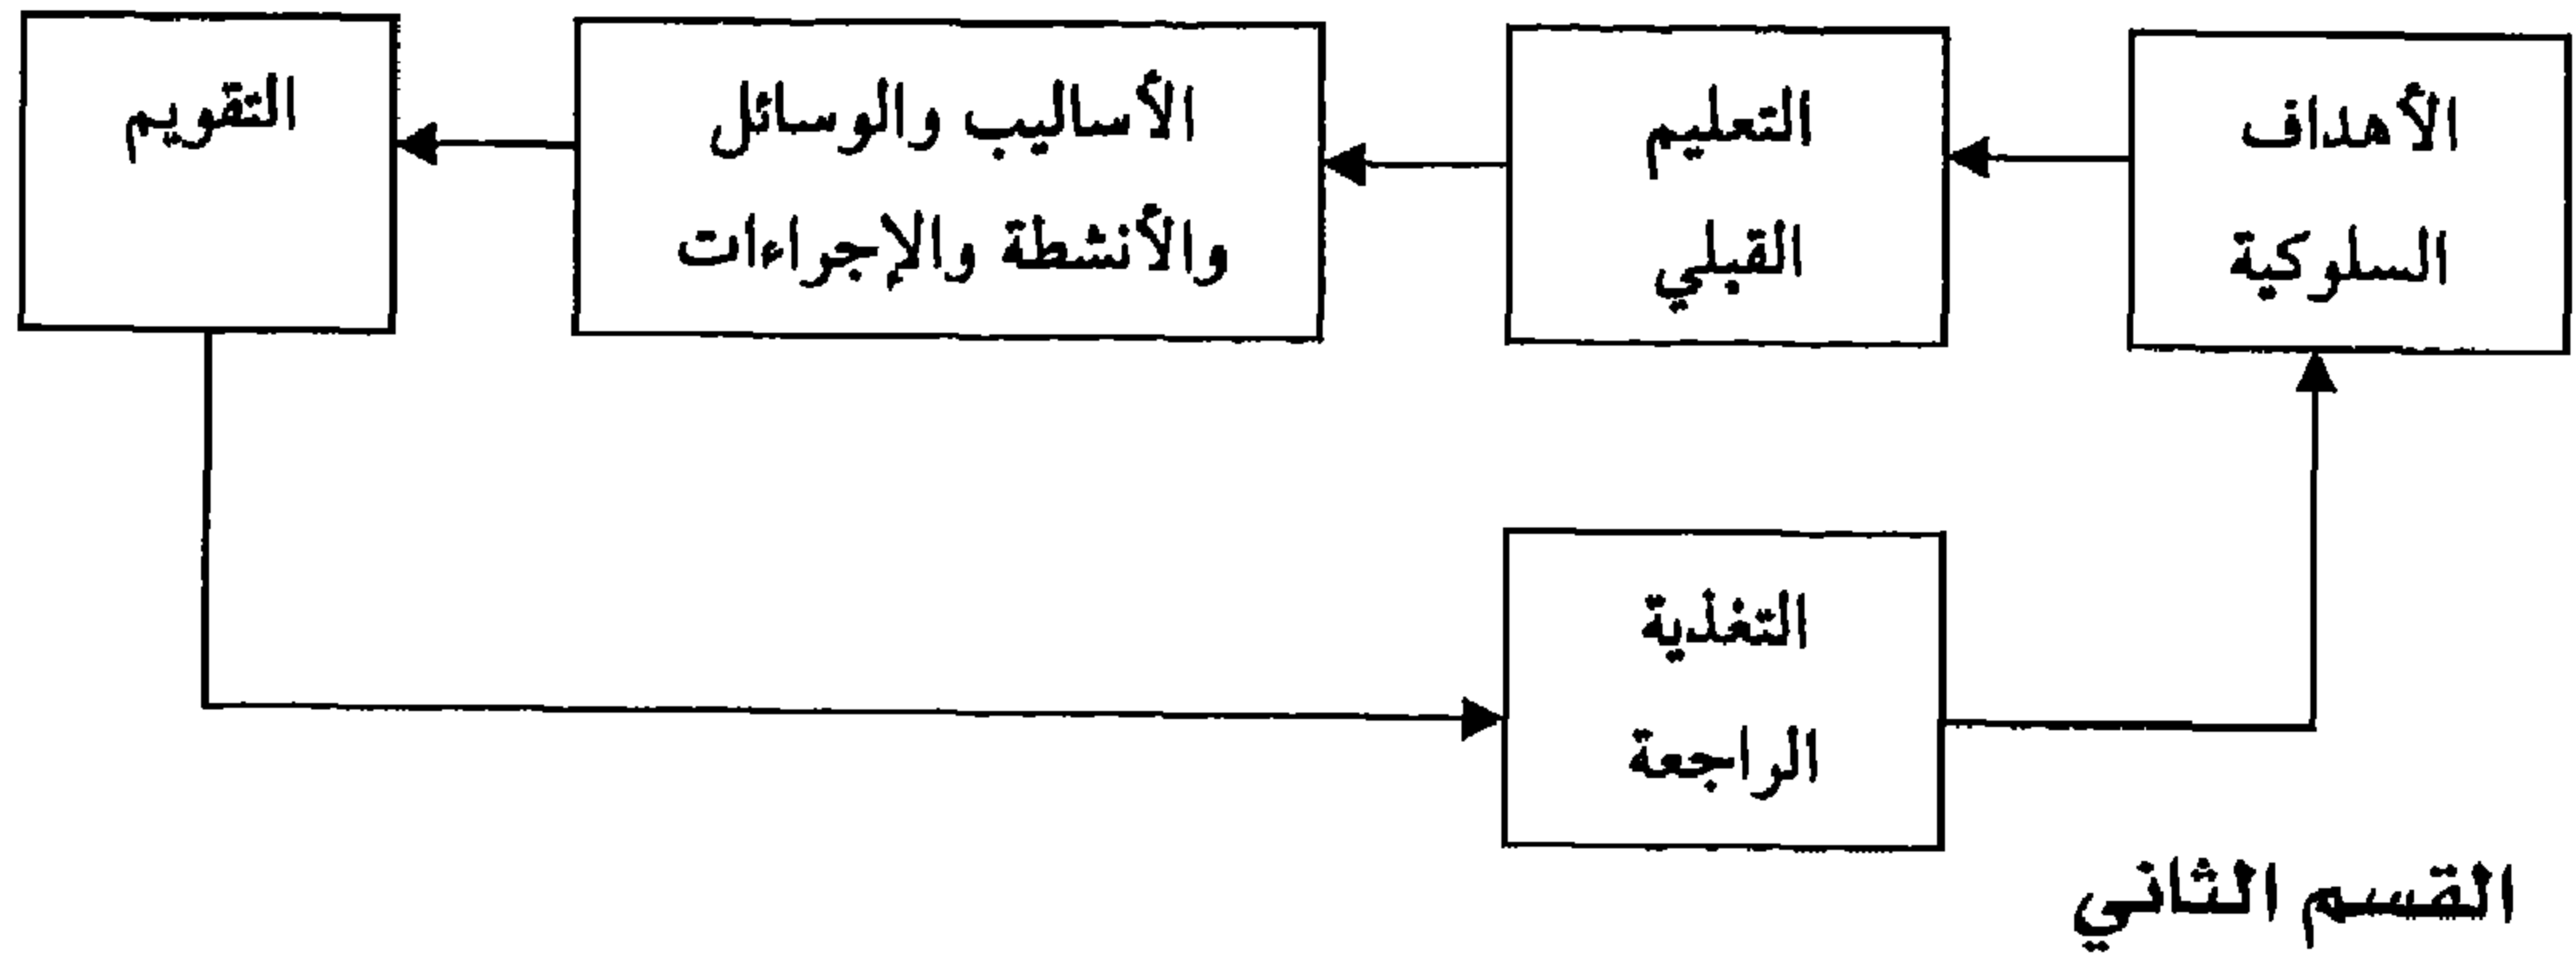 الأهداف
السلوكية
التعليم
القبلي
الأساليب والوسائل
والأنشطة والإجراءات
التقويم
التغذية
الراجعة
القسم الثاني